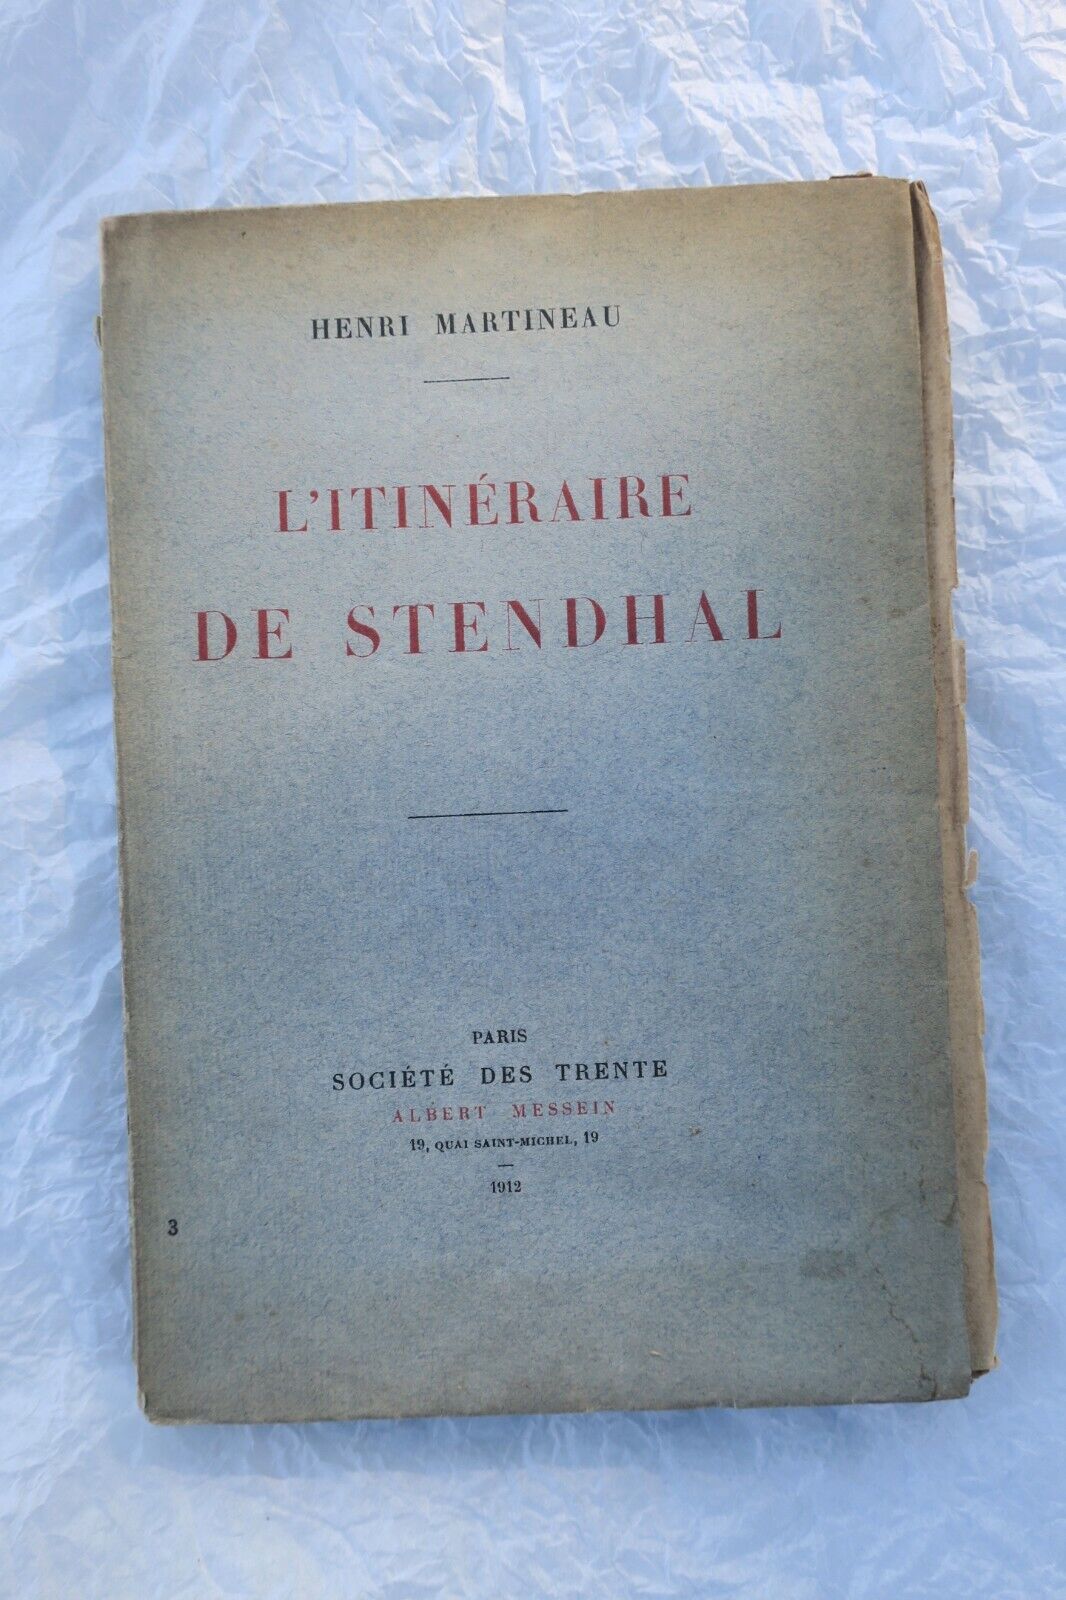 HENRI MARTINEAU
L'ITINÉRAIRE
DE STENDHAL
PARIS
SOCIÉTÉ DES TRENTE
ALBERT MESSEIN
19, QUAI SAINT-MICHEL, 19
1912
3